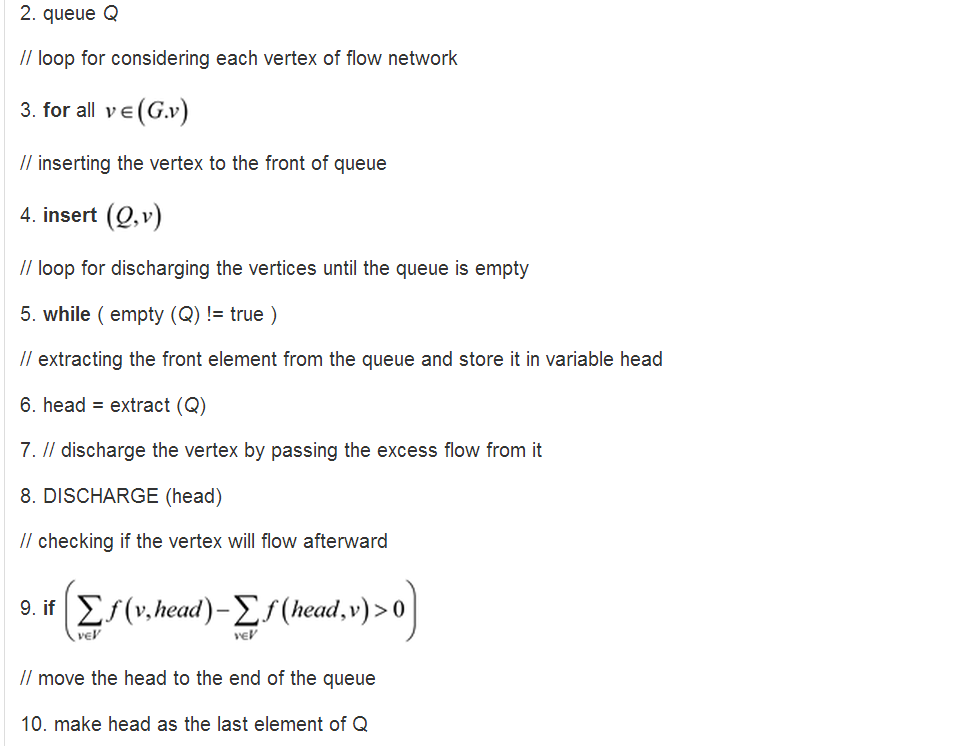 2. queue Q
// loop for considering each vertex of flow network
3. for all v∈(G.v)
// inserting the vertex to the front of queue
4. insert (Q,v)
// loop for discharging the vertices until the queue is empty
5. while ( empty (Q) != true )
// extracting the front element from the queue and store it in variable head
6. head = extract (Q)
7. // discharge the vertex by passing the excess flow from it
8. DISCHARGE (head)
// checking if the vertex will flow afterward
9. if (∑_{v∈V} f(v,head)−∑_{v∈V} f(head,v)>0)
// move the head to the end of the queue
10. make head as the last element of Q